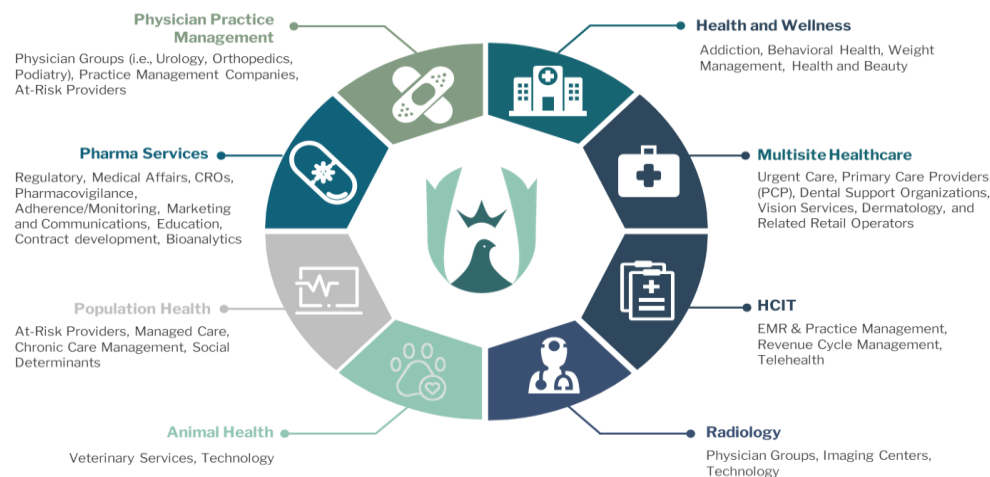 Physician Practice
Management
Physician Groups (i.e., Urology, Orthopedics,
Podiatry), Practice Management Companies,
At-Risk Providers
Health and Wellness
Addiction, Behavioral Health, Weight
Management, Health and Beauty
Pharma Services
Regulatory, Medical Affairs, CROs,
Pharmacovigilance,
Adherence/Monitoring, Marketing
and Communications, Education,
Contract development, Bioanalytics
Multisite Healthcare
Urgent Care, Primary Care Providers
(PCP), Dental Support Organizations,
Vision Services, Dermatology, and
Related Retail Operators
Population Health
At-Risk Providers, Managed Care,
Chronic Care Management, Social
Determinants
HCIT
EMR & Practice Management,
Revenue Cycle Management,
Telehealth
Animal Health
Veterinary Services, Technology
Radiology
Physician Groups, Imaging Centers,
Technology